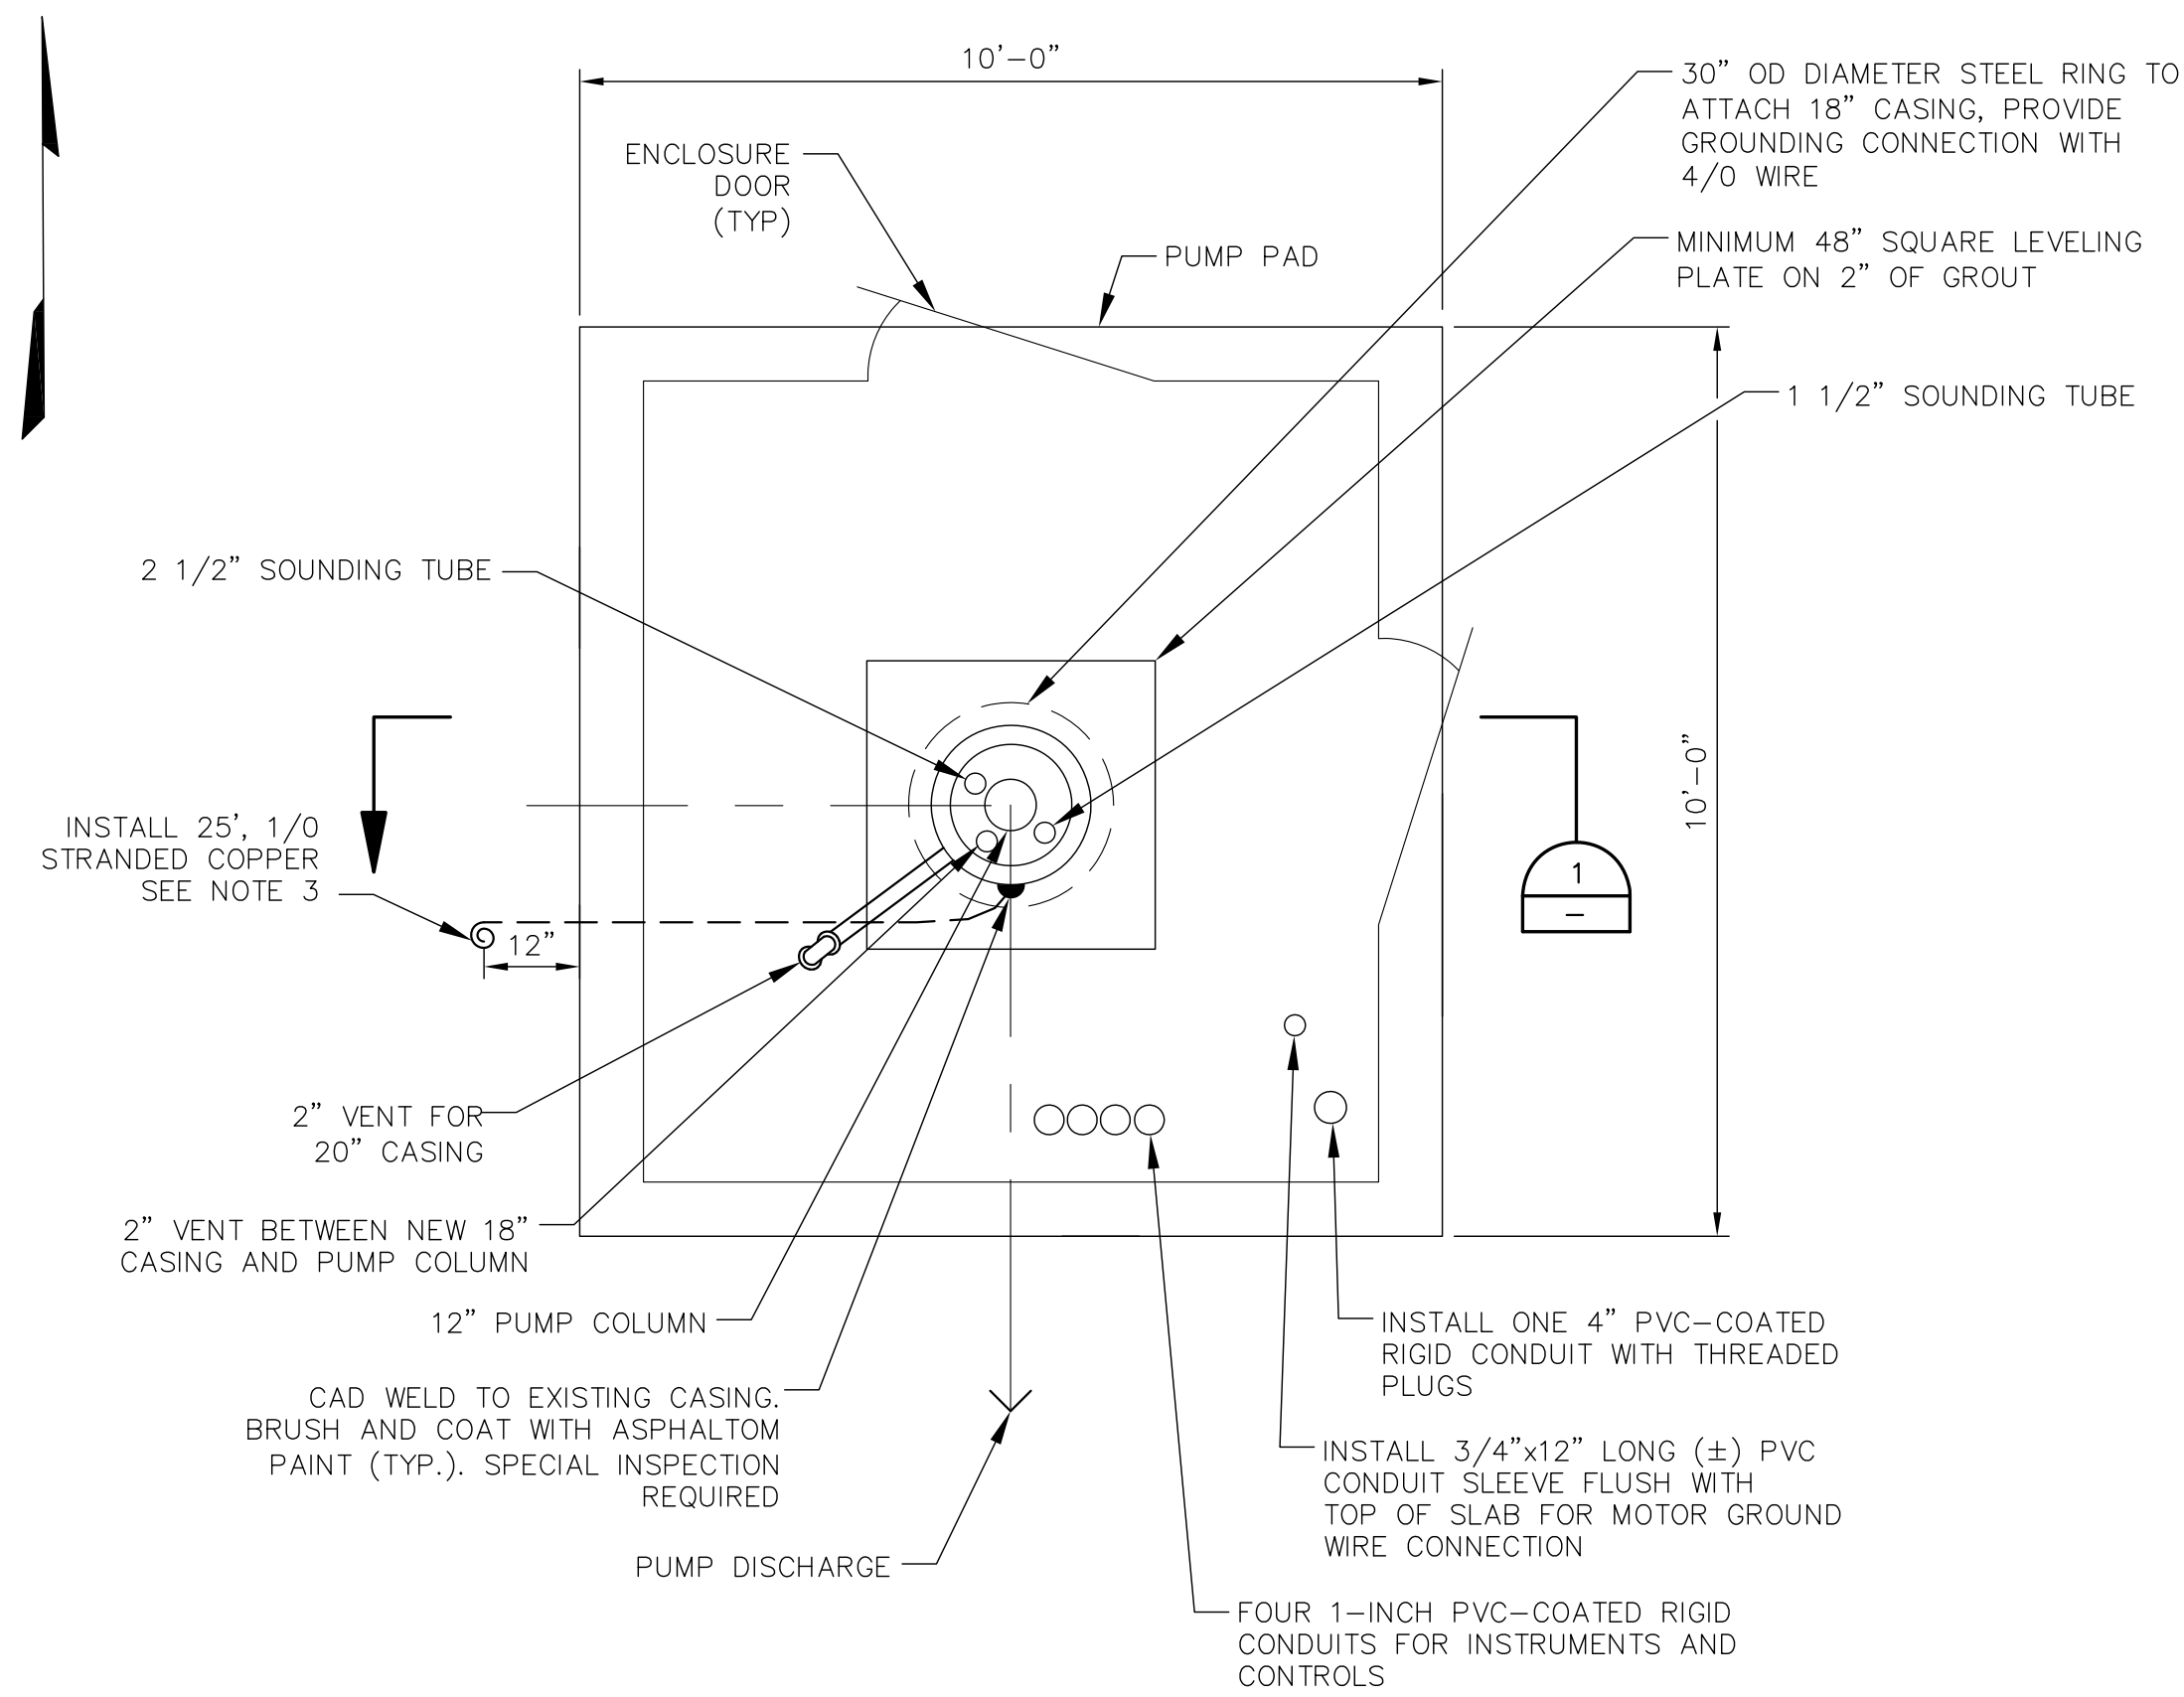 10'-0"
30" OD DIAMETER STEEL RING TO
ATTACH 18" CASING, PROVIDE
GROUNDING CONNECTION WITH
4/0 WIRE
ENCLOSURE
DOOR
(TYP)
PUMP PAD
MINIMUM 48" SQUARE LEVELING
PLATE ON 2" OF GROUT
1 1/2" SOUNDING TUBE
2 1/2" SOUNDING TUBE
10'-0"
INSTALL 25', 1/0
STRANDED COPPER
SEE NOTE 3
12"
1
-
2" VENT FOR
20" CASING
2" VENT BETWEEN NEW 18"
CASING AND PUMP COLUMN
12" PUMP COLUMN
CAD WELD TO EXISTING CASING.
BRUSH AND COAT WITH ASPHALTOM
PAINT (TYP.). SPECIAL INSPECTION
REQUIRED
PUMP DISCHARGE
INSTALL ONE 4" PVC-COATED
RIGID CONDUIT WITH THREADED
PLUGS
INSTALL 3/4"x12" LONG (±) PVC
CONDUIT SLEEVE FLUSH WITH
TOP OF SLAB FOR MOTOR GROUND
WIRE CONNECTION
FOUR 1-INCH PVC-COATED RIGID
CONDUITS FOR INSTRUMENTS AND
CONTROLS